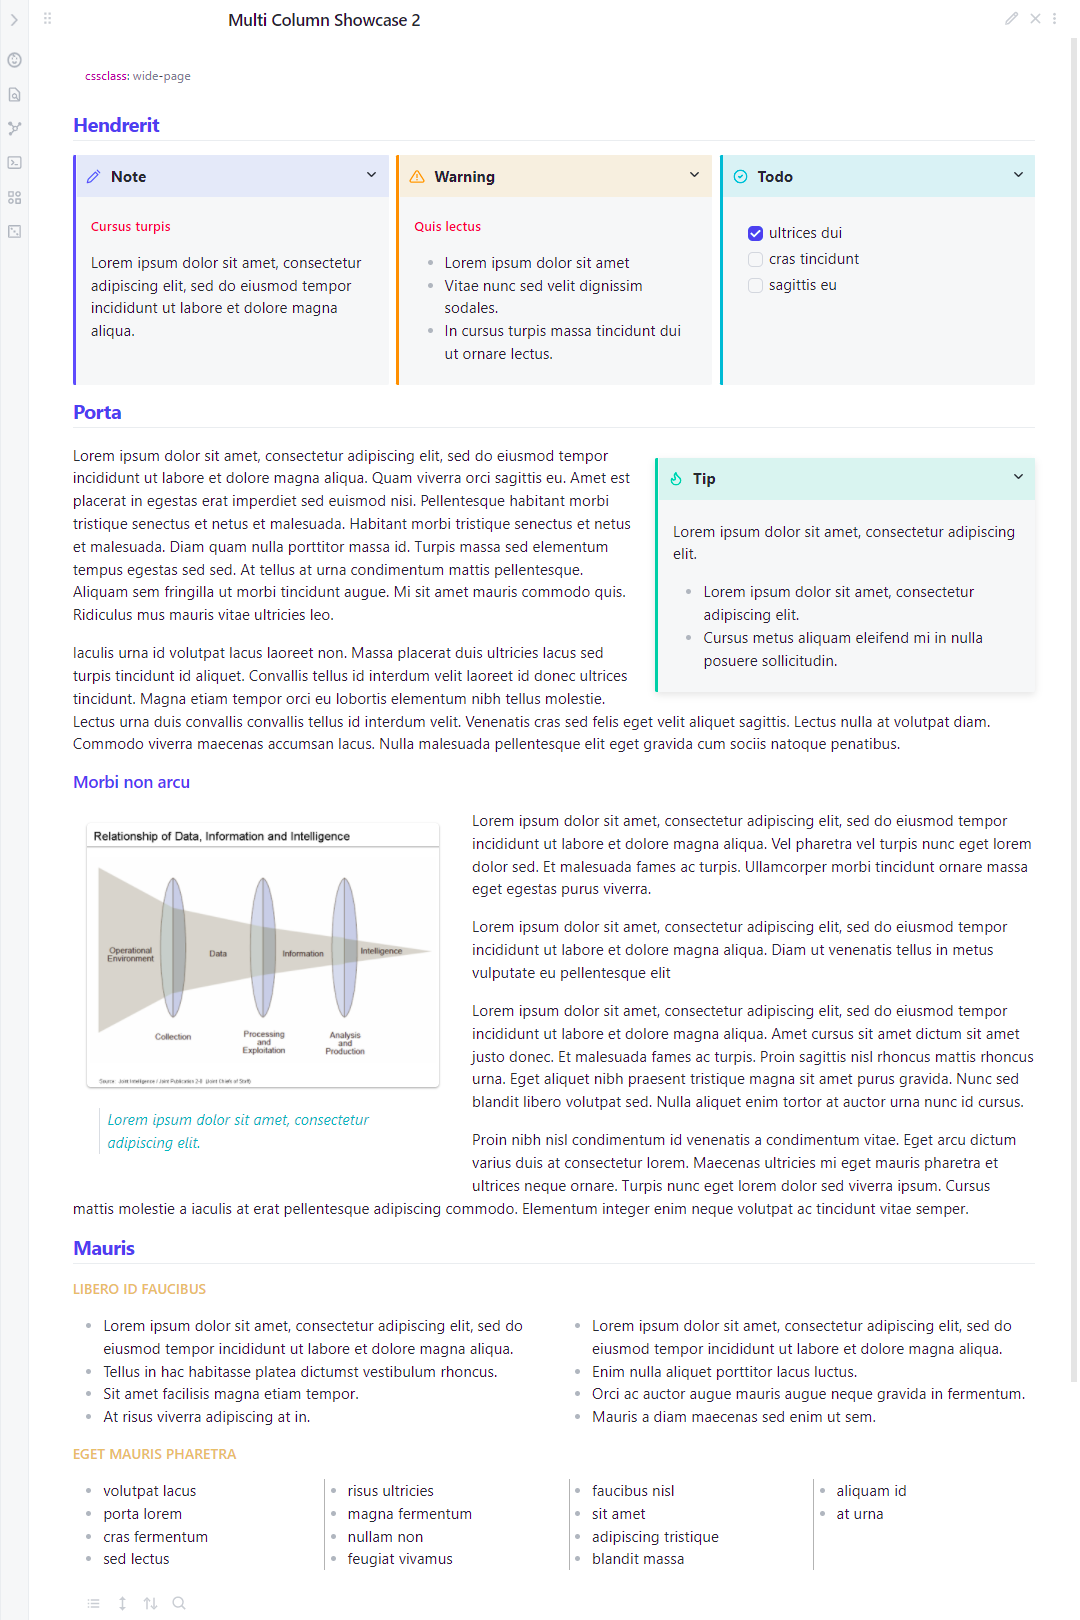 Multi Column Showcase 2
cssclass: wide-page
Hendrerit
Note
Cursus turpis
Lorem ipsum dolor sit amet, consectetur
adipiscing elit, sed do eiusmod tempor
incididunt ut labore et dolore magna
aliqua.
Warning
Quis lectus
Lorem ipsum dolor sit amet
Vitae nunc sed velit dignissim
sodales.
In cursus turpis massa tincidunt dui
ut ornare lectus.
Todo
ultrices dui
cras tincidunt
sagittis eu
Porta
Lorem ipsum dolor sit amet, consectetur adipiscing elit, sed do eiusmod tempor
incididunt ut labore et dolore magna aliqua. Quam viverra orci sagittis eu. Amet est
placerat in egestas erat imperdiet sed euismod nisi. Pellentesque habitant morbi
tristique senectus et netus et malesuada. Habitant morbi tristique senectus et netus
et malesuada. Diam quam nulla porttitor massa id. Turpis massa sed elementum
tempus egestas sed sed. At tellus at urna condimentum mattis pellentesque.
Aliquam sem fringilla ut morbi tincidunt augue. Mi sit amet mauris commodo quis.
Ridiculus mus mauris vitae ultricies leo.
Iaculis urna id volutpat lacus laoreet non. Massa placerat duis ultricies lacus sed
turpis tincidunt id aliquet. Convallis tellus id interdum velit laoreet id donec ultrices
tincidunt. Magna etiam tempor orci eu lobortis elementum nibh tellus molestie.
Lectus urna duis convallis convallis tellus id interdum velit. Venenatis cras sed felis eget velit aliquet sagittis. Lectus nulla at volutpat diam.
Commodo viverra maecenas accumsan lacus. Nulla malesuada pellentesque elit eget gravida cum sociis natoque penatibus.
Tip
Lorem ipsum dolor sit amet, consectetur adipiscing
elit.
Lorem ipsum dolor sit amet, consectetur
adipiscing elit.
Cursus metus aliquam eleifend mi in nulla
posuere sollicitudin.
Morbi non arcu
Relationship of Data, Information and Intelligence
Operational
Environment
Data
Information
Intelligence
Collection
Processing
and
Exploitation
Analysis
and
Production
Source: Joint Intelligence / Joint Publication 2-0 (Joint Chiefs of Staff)
Lorem ipsum dolor sit amet, consectetur
adipiscing elit.
Lorem ipsum dolor sit amet, consectetur adipiscing elit, sed do eiusmod tempor
incididunt ut labore et dolore magna aliqua. Vel pharetra vel turpis nunc eget lorem
dolor sed. Et malesuada fames ac turpis. Ullamcorper morbi tincidunt ornare massa
eget egestas purus viverra.
Lorem ipsum dolor sit amet, consectetur adipiscing elit, sed do eiusmod tempor
incididunt ut labore et dolore magna aliqua. Diam ut venenatis tellus in metus
vulputate eu pellentesque elit
Lorem ipsum dolor sit amet, consectetur adipiscing elit, sed do eiusmod tempor
incididunt ut labore et dolore magna aliqua. Amet cursus sit amet dictum sit amet
justo donec. Et malesuada fames ac turpis. Proin sagittis nisl rhoncus mattis rhoncus
urna. Eget aliquet nibh praesent tristique magna sit amet purus gravida. Nunc sed
blandit libero volutpat sed. Nulla aliquet enim tortor at auctor urna nunc id cursus.
Proin nibh nisl condimentum id venenatis a condimentum vitae. Eget arcu dictum
varius duis at consectetur lorem. Maecenas ultricies mi eget mauris pharetra et
ultrices neque ornare. Turpis nunc eget lorem dolor sed viverra ipsum. Cursus
mattis molestie a iaculis at erat pellentesque adipiscing commodo. Elementum integer enim neque volutpat ac tincidunt vitae semper.
Mauris
LIBERO ID FAUCIBUS
Lorem ipsum dolor sit amet, consectetur adipiscing elit, sed do
eiusmod tempor incididunt ut labore et dolore magna aliqua.
Tellus in hac habitasse platea dictumst vestibulum rhoncus.
Sit amet facilisis magna etiam tempor.
At risus viverra adipiscing at in.
Lorem ipsum dolor sit amet, consectetur adipiscing elit, sed do
eiusmod tempor incididunt ut labore et dolore magna aliqua.
Enim nulla aliquet porttitor lacus luctus.
Orci ac auctor augue mauris augue neque gravida in fermentum.
Mauris a diam maecenas sed enim ut sem.
EGET MAURIS PHARETRA
volutpat lacus
porta lorem
cras fermentum
sed lectus
risus ultricies
magna fermentum
nullam non
feugiat vivamus
faucibus nisl
sit amet
adipiscing tristique
blandit massa
aliquam id
at urna